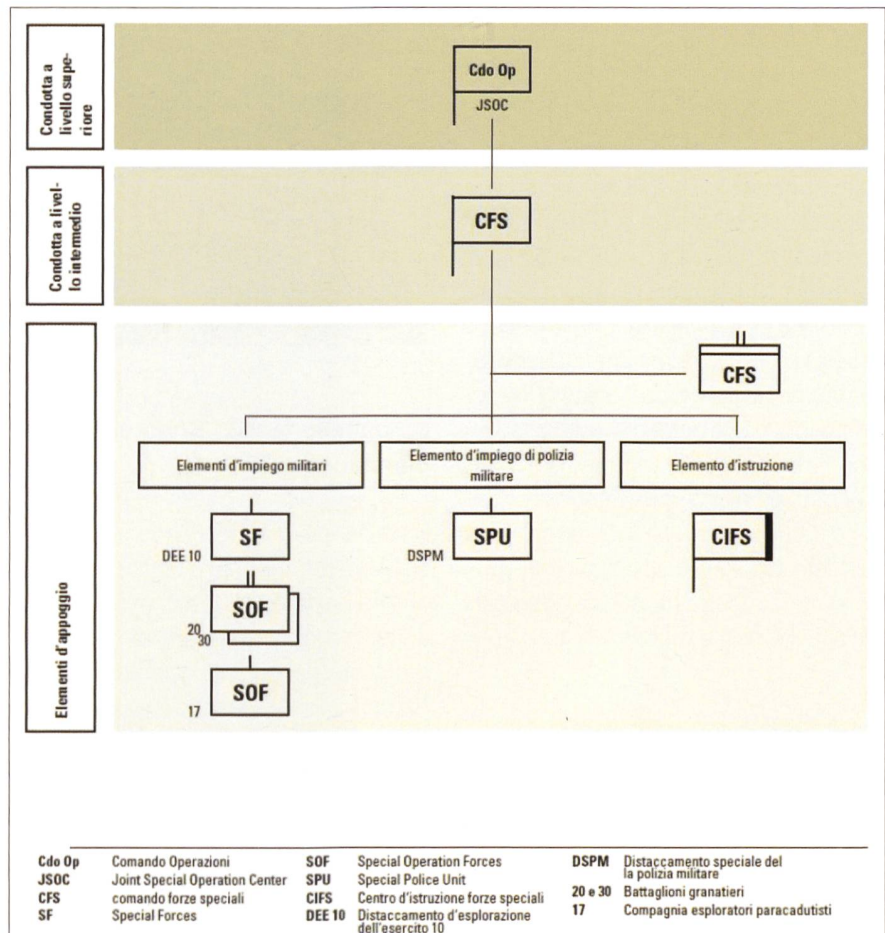 Condotta a
livello supe-
riore
Cdo Op
JSOC
Condotta a livel-
lo intermedio
CFS
Elementi d'appoggio
CFS
Elementi d'impiego militari
Elemento d'impiego di polizia
militare
Elemento d'istruzione
SF
DEE 10
SPU
DSPM
CIFS
SOF
20
30
SOF
17
Cdo Op Comando Operazioni
JSOC Joint Special Operation Center
CFS comando forze speciali
SF Special Forces
SOF Special Operation Forces
SPU Special Police Unit
CIFS Centro d'istruzione forze speciali
DEE 10 Distaccamento d'esplorazione
dell'esercito 10
DSPM Distaccamento speciale del
la polizia militare
20 e 30 Battaglioni granatieri
17 Compagnia esploratori paracadutisti